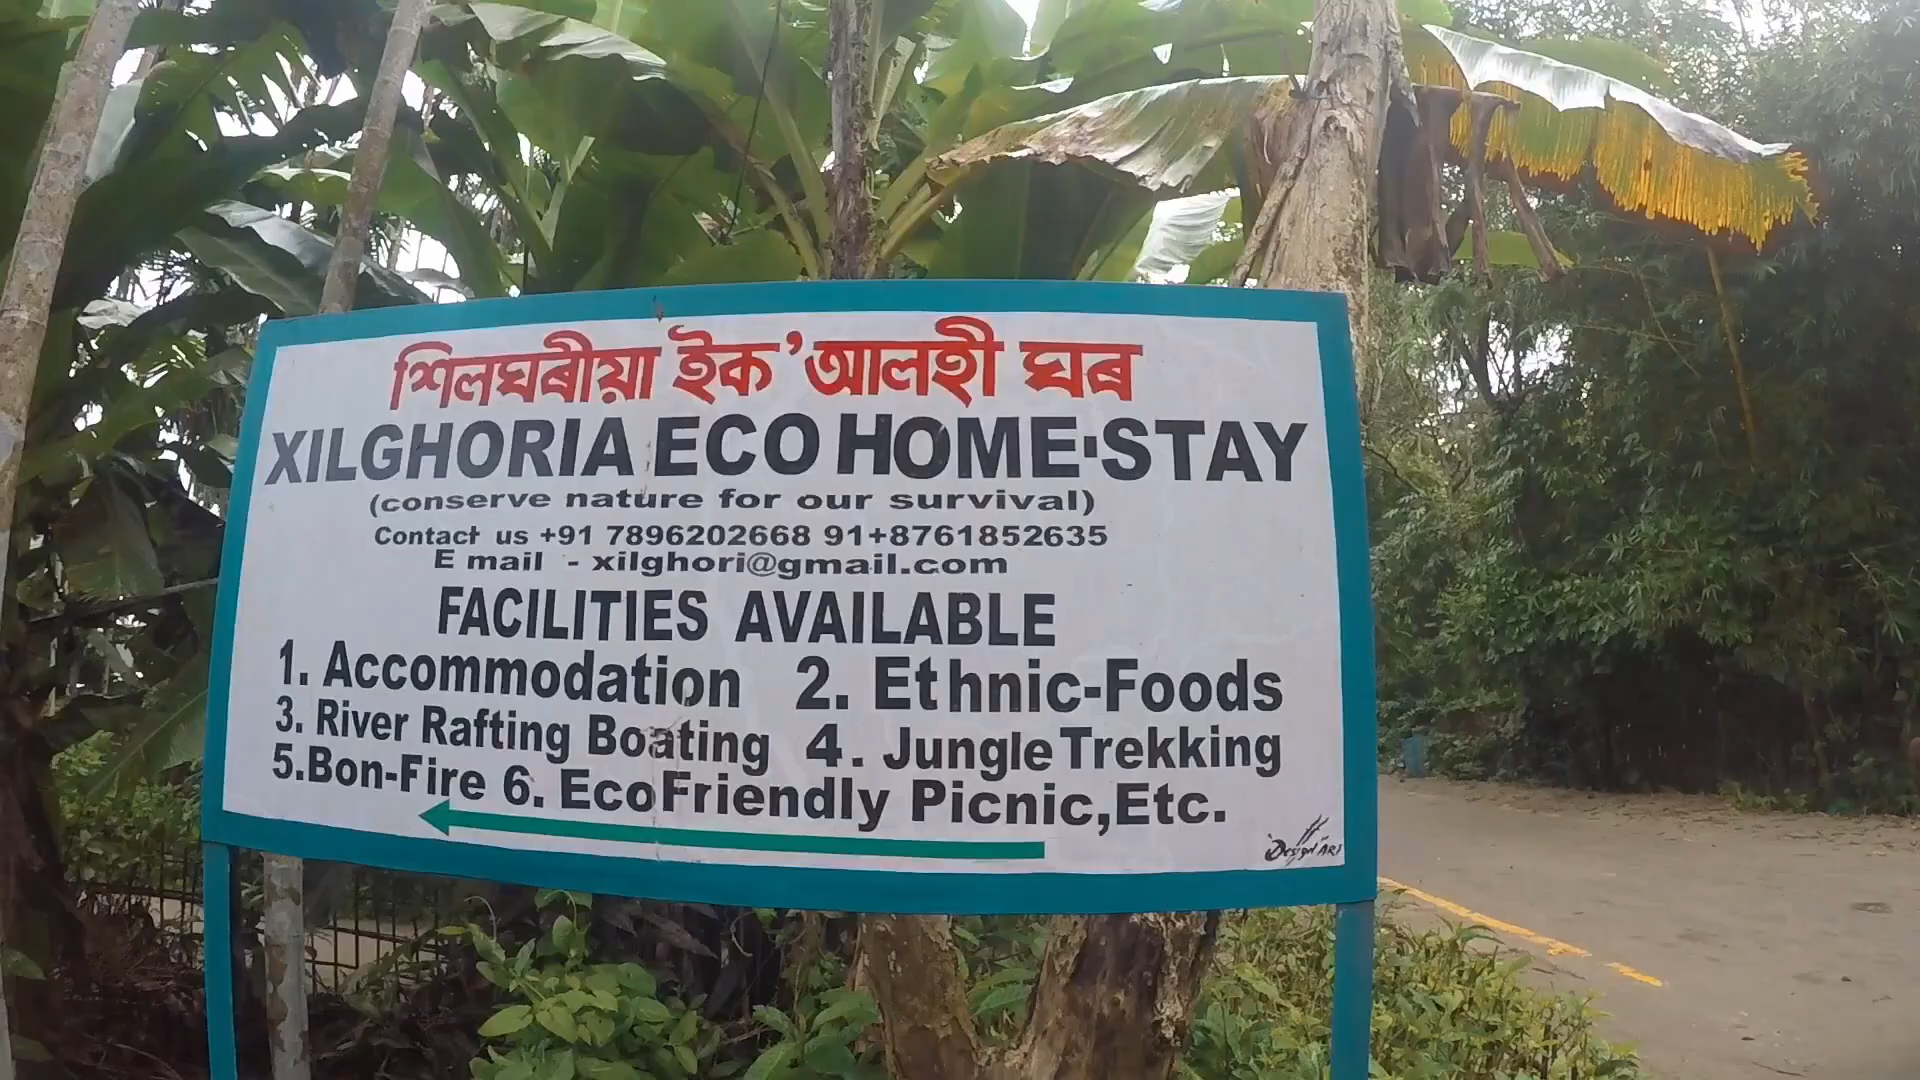 শিলঘৰীয়া ইক'আলহী ঘৰ
XILGHORIA ECO HOME-STAY
(conserve nature for our survival)
Contact us +91 7896202668 91+8761852635
E mail - xilghori@gmail.com
FACILITIES AVAILABLE
1. Accommodation 2. Ethnic-Foods
3. River Rafting Boating 4. Jungle Trekking
5.Bon-Fire 6. EcoFriendly Picnic,Etc.
Design ART